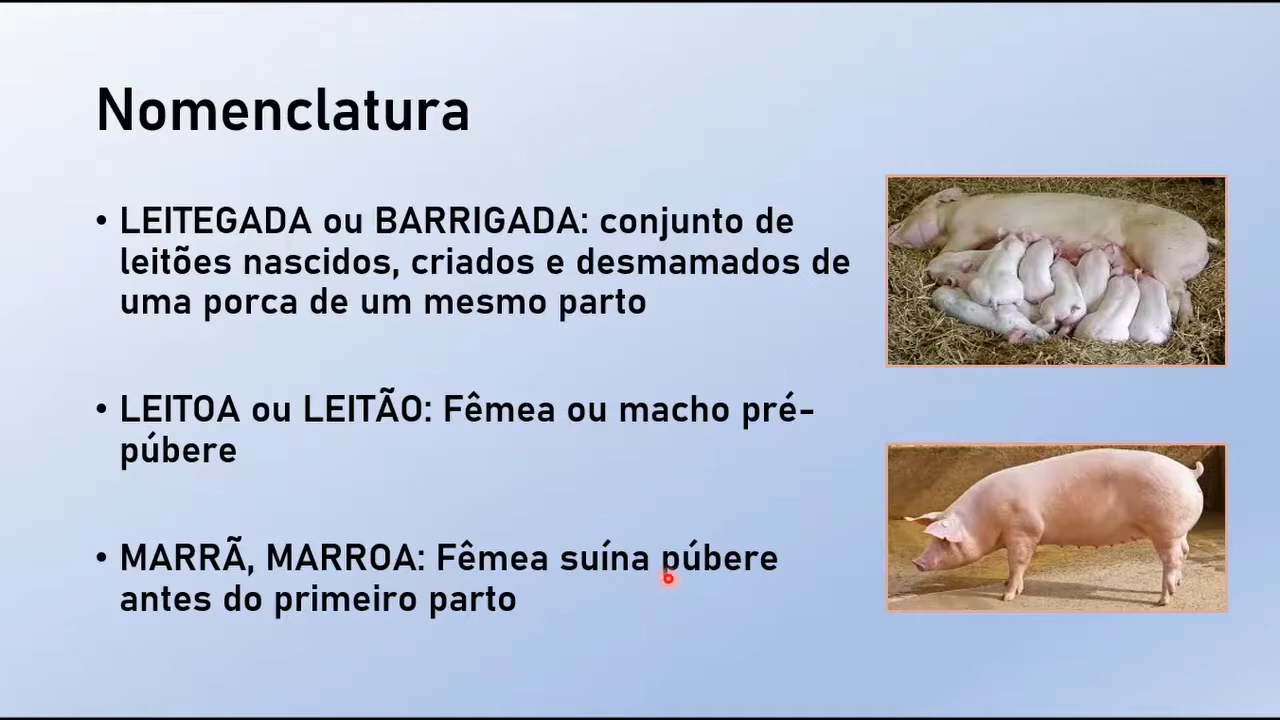 Nomenclatura
• LEITEGADA ou BARRIGADA: conjunto de
leitões nascidos, criados e desmamados de
uma porca de um mesmo parto
• LEITOA ou LEITÃO: Fêmea ou macho pré-
púbere
• MARRÃ, MARROA: Fêmea suína púbere
antes do primeiro parto